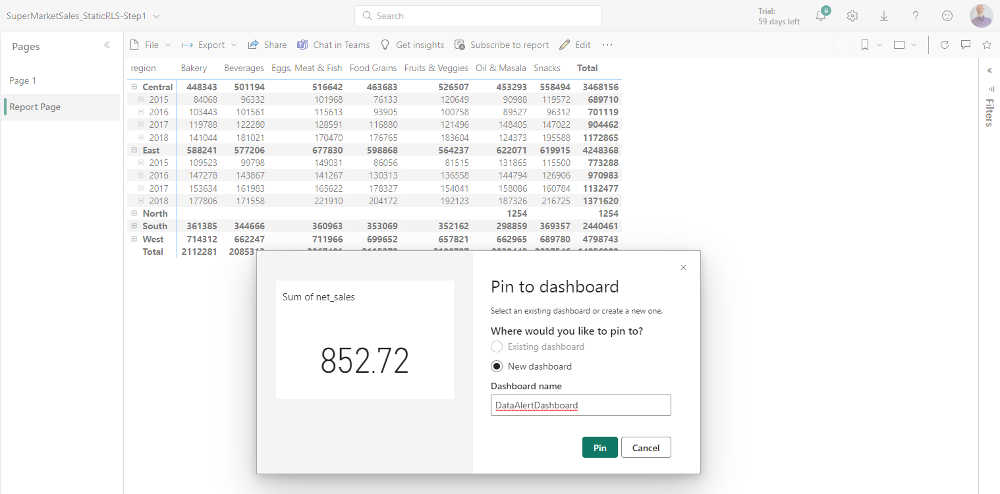 SuperMarketSales_StaticRLS-Step1
Search
Trial:
59 days left
9
Pages
Page 1
Report Page
File Export Share Chat in Teams Get insights Subscribe to report Edit ...
region Bakery Beverages Eggs, Meat & Fish Food Grains Fruits & Veggies Oil & Masala Snacks Total
Central 448343 501194 516642 463683 526507 453293 558494 3468156
2015 84068 96332 101968 76133 120649 90988 119572 689710
2016 103443 101561 115613 93905 100758 89527 96312 701119
2017 119788 122280 128591 116880 121496 148405 147022 904462
2018 141044 181021 170470 176765 183604 124373 195588 1172865
East 588241 577206 677830 598868 564237 622071 619915 4248368
2015 109523 99798 149031 86056 81515 131865 115500 773288
2016 147278 143867 141267 130313 136558 144794 126906 970983
2017 153634 161983 165622 178327 154041 158086 160784 1132477
2018 177806 171558 221910 204172 192123 187326 216725 1371620
North 1254 1254
South 361385 344666 360963 353069 352162 298859 369357 2440461
West 714312 662247 711966 699652 657821 662965 689780 4798743
Total 2112281
Filters
Sum of net_sales
852.72
Pin to dashboard
Select an existing dashboard or create a new one.
Where would you like to pin to?
Existing dashboard
New dashboard
Dashboard name
DataAlertDashboard
Pin Cancel